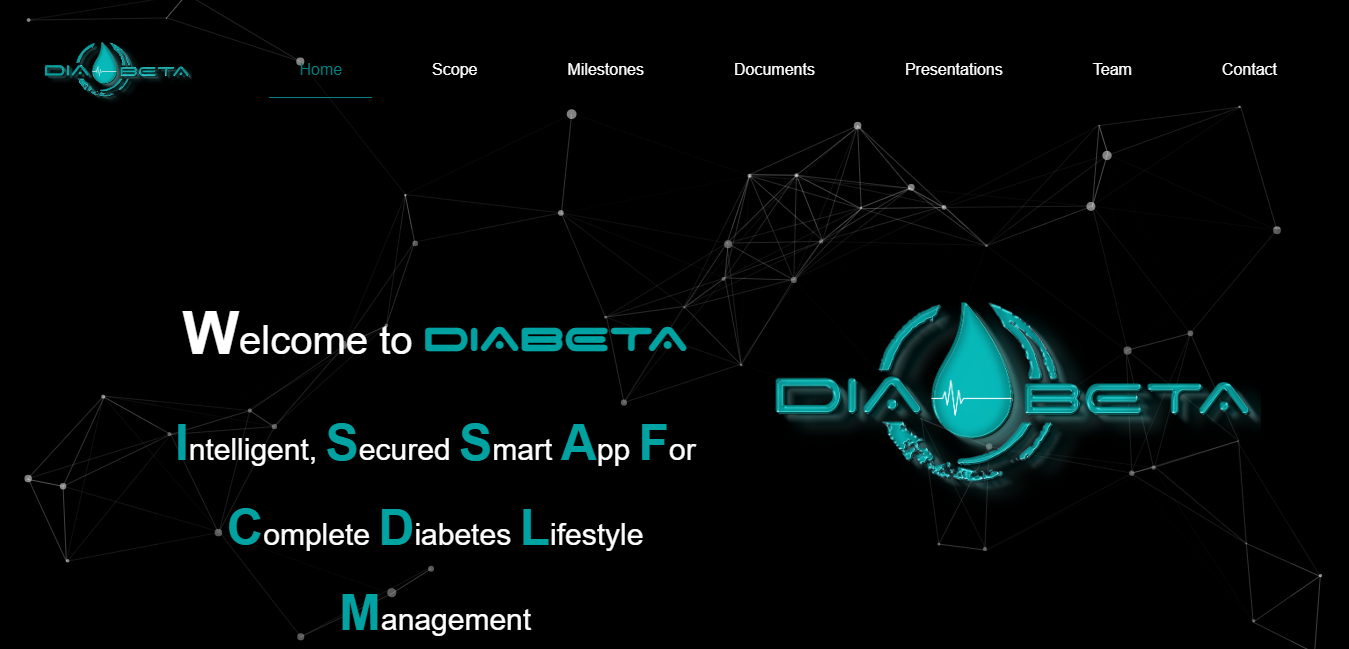 DIABETA Home Scope Milestones Documents Presentations Team Contact
Welcome to DIABETA
DIABETA
Intelligent, Secured Smart App For
Complete Diabetes Lifestyle
Management